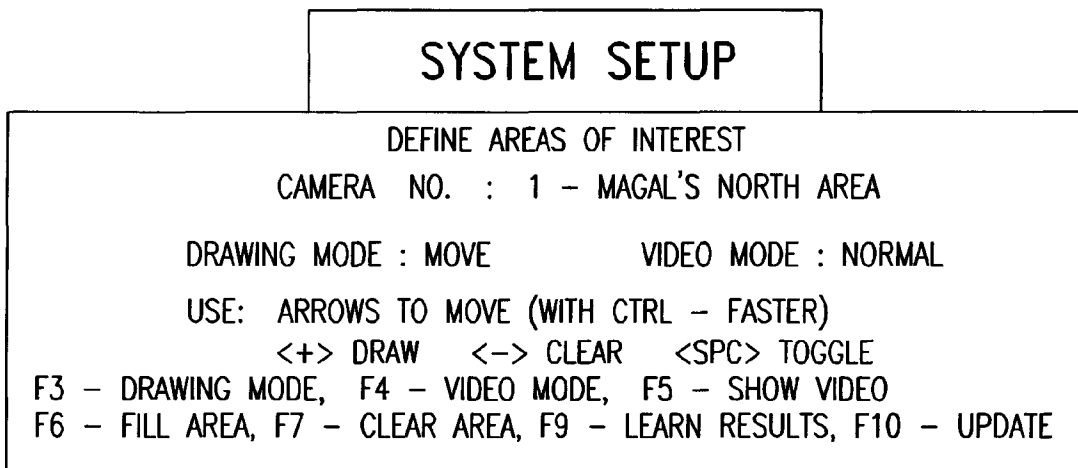 SYSTEM SETUP
DEFINE AREAS OF INTEREST
CAMERA NO. : 1 – MAGAL'S NORTH AREA
DRAWING MODE : MOVE VIDEO MODE : NORMAL
USE: ARROWS TO MOVE (WITH CTRL – FASTER)
<+> DRAW <–> CLEAR <SPC> TOGGLE
F3 – DRAWING MODE, F4 – VIDEO MODE, F5 – SHOW VIDEO
F6 – FILL AREA, F7 – CLEAR AREA, F9 – LEARN RESULTS, F10 – UPDATE